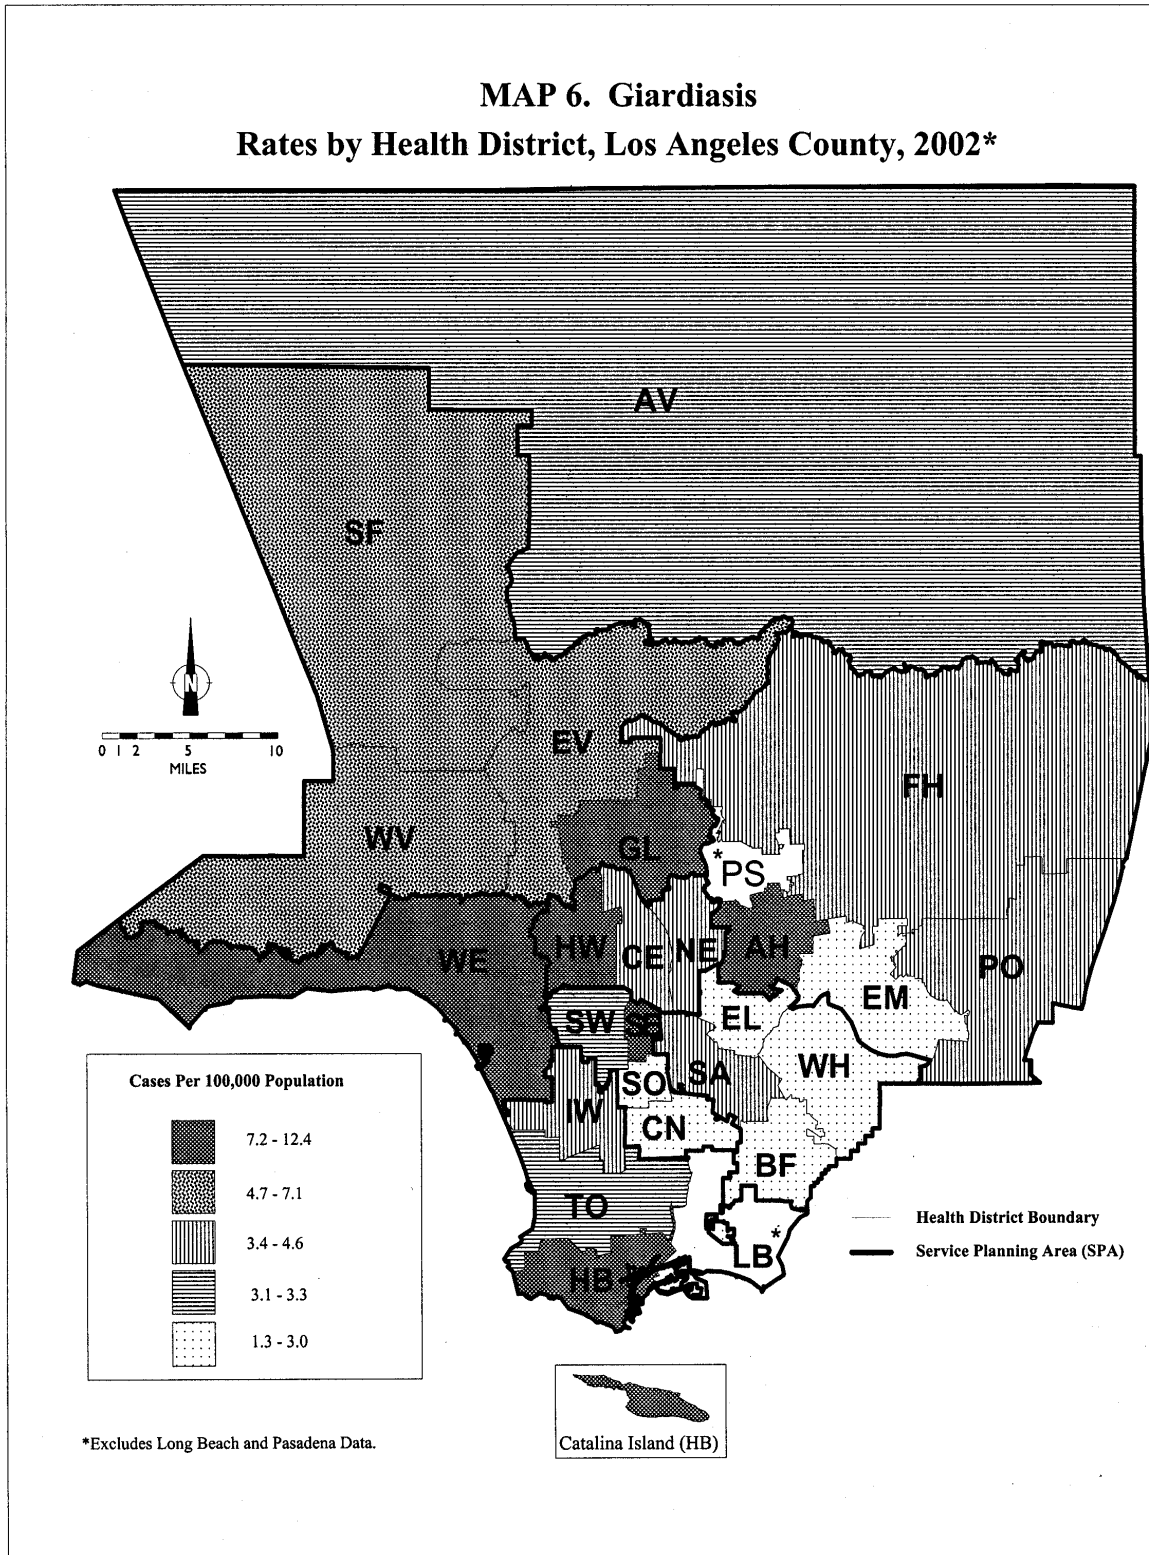 MAP 6. Giardiasis
Rates by Health District, Los Angeles County, 2002*
AV
SF
N
0 1 2 5 10
MILES
EV
FH
WV
GL
*
PS
WE
HW
CE
NE
AH
PO
EM
SW
EL
SO
SA
WH
IW
CN
BF
TO
*
LB
HB
Cases Per 100,000 Population
7.2 - 12.4
4.7 - 7.1
3.4 - 4.6
3.1 - 3.3
1.3 - 3.0
Health District Boundary
Service Planning Area (SPA)
Catalina Island (HB)
*Excludes Long Beach and Pasadena Data.